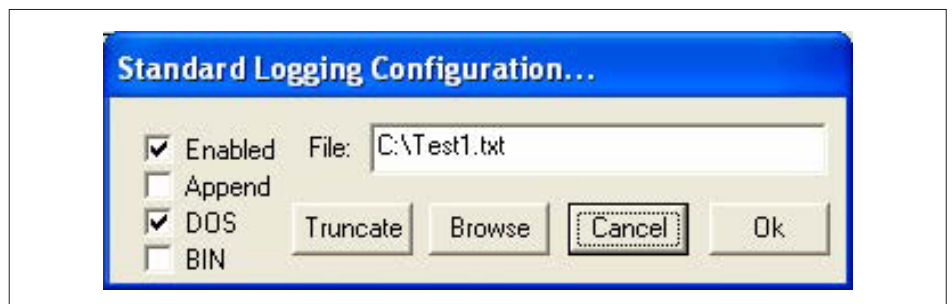 Standard Logging Configuration...
Enabled
File: C:\Test1.txt
Append
DOS
Truncate Browse Cancel Ok
BIN